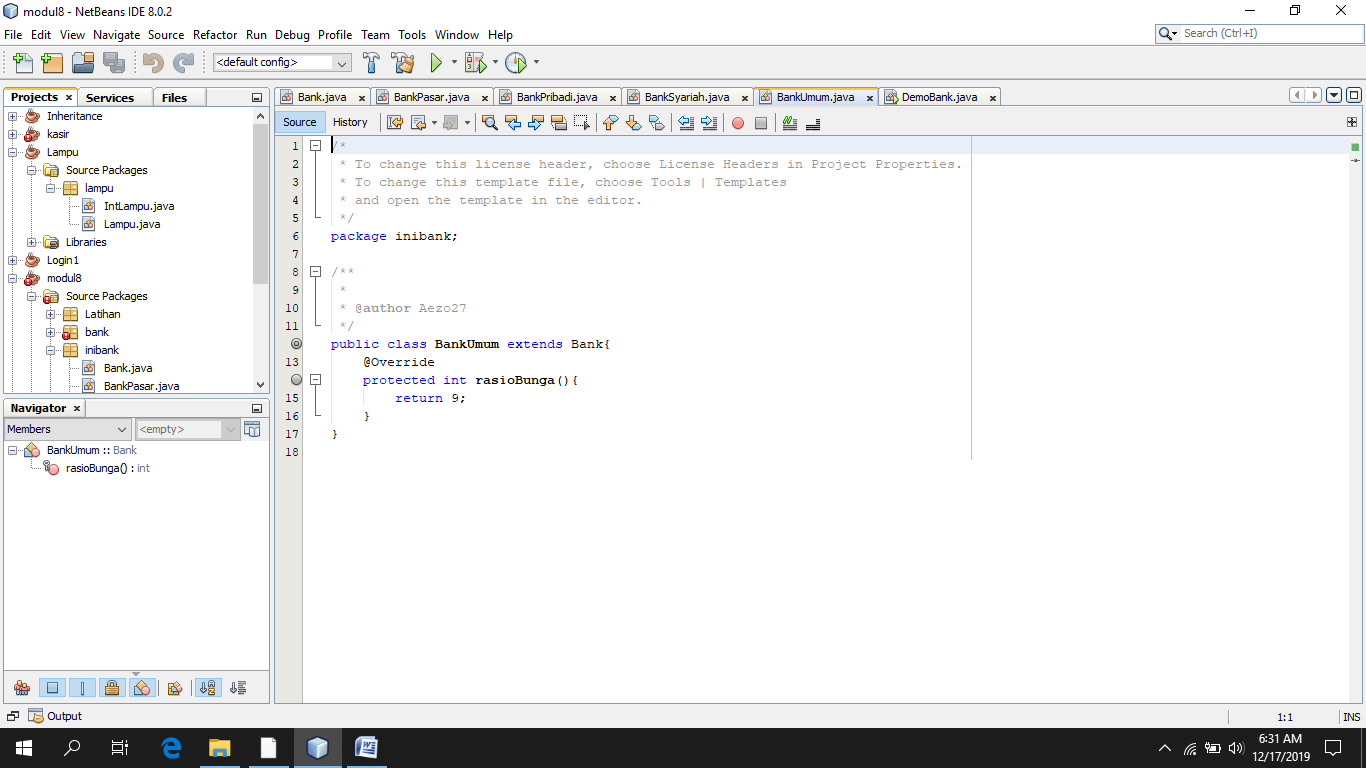 modul8 - NetBeans IDE 8.0.2
File Edit View Navigate Source Refactor Run Debug Profile Team Tools Window Help
Search (Ctrl+I)
<default config>
Projects Services Files
Inheritance
kasir
Lampu
Source Packages
lampu
IntLampu.java
Lampu.java
Libraries
Login1
modul8
Source Packages
Latihan
bank
inibank
Bank.java
BankPasar.java
Navigator
Members <empty>
BankUmum :: Bank
rasioBunga() : int
Bank.java BankPasar.java BankPribadi.java BankSyariah.java BankUmum.java DemoBank.java
Source History
1 /*
2 * To change this license header, choose License Headers in Project Properties.
3 * To change this template file, choose Tools | Templates
4 * and open the template in the editor.
5 */
6 package inibank;
7
8 /**
9 *
10 * @author Aezo27
11 */
public class BankUmum extends Bank{
13 @Override
protected int rasioBunga(){
15 return 9;
16 }
17 }
18
Output
1:1 INS
6:31 AM
12/17/2019